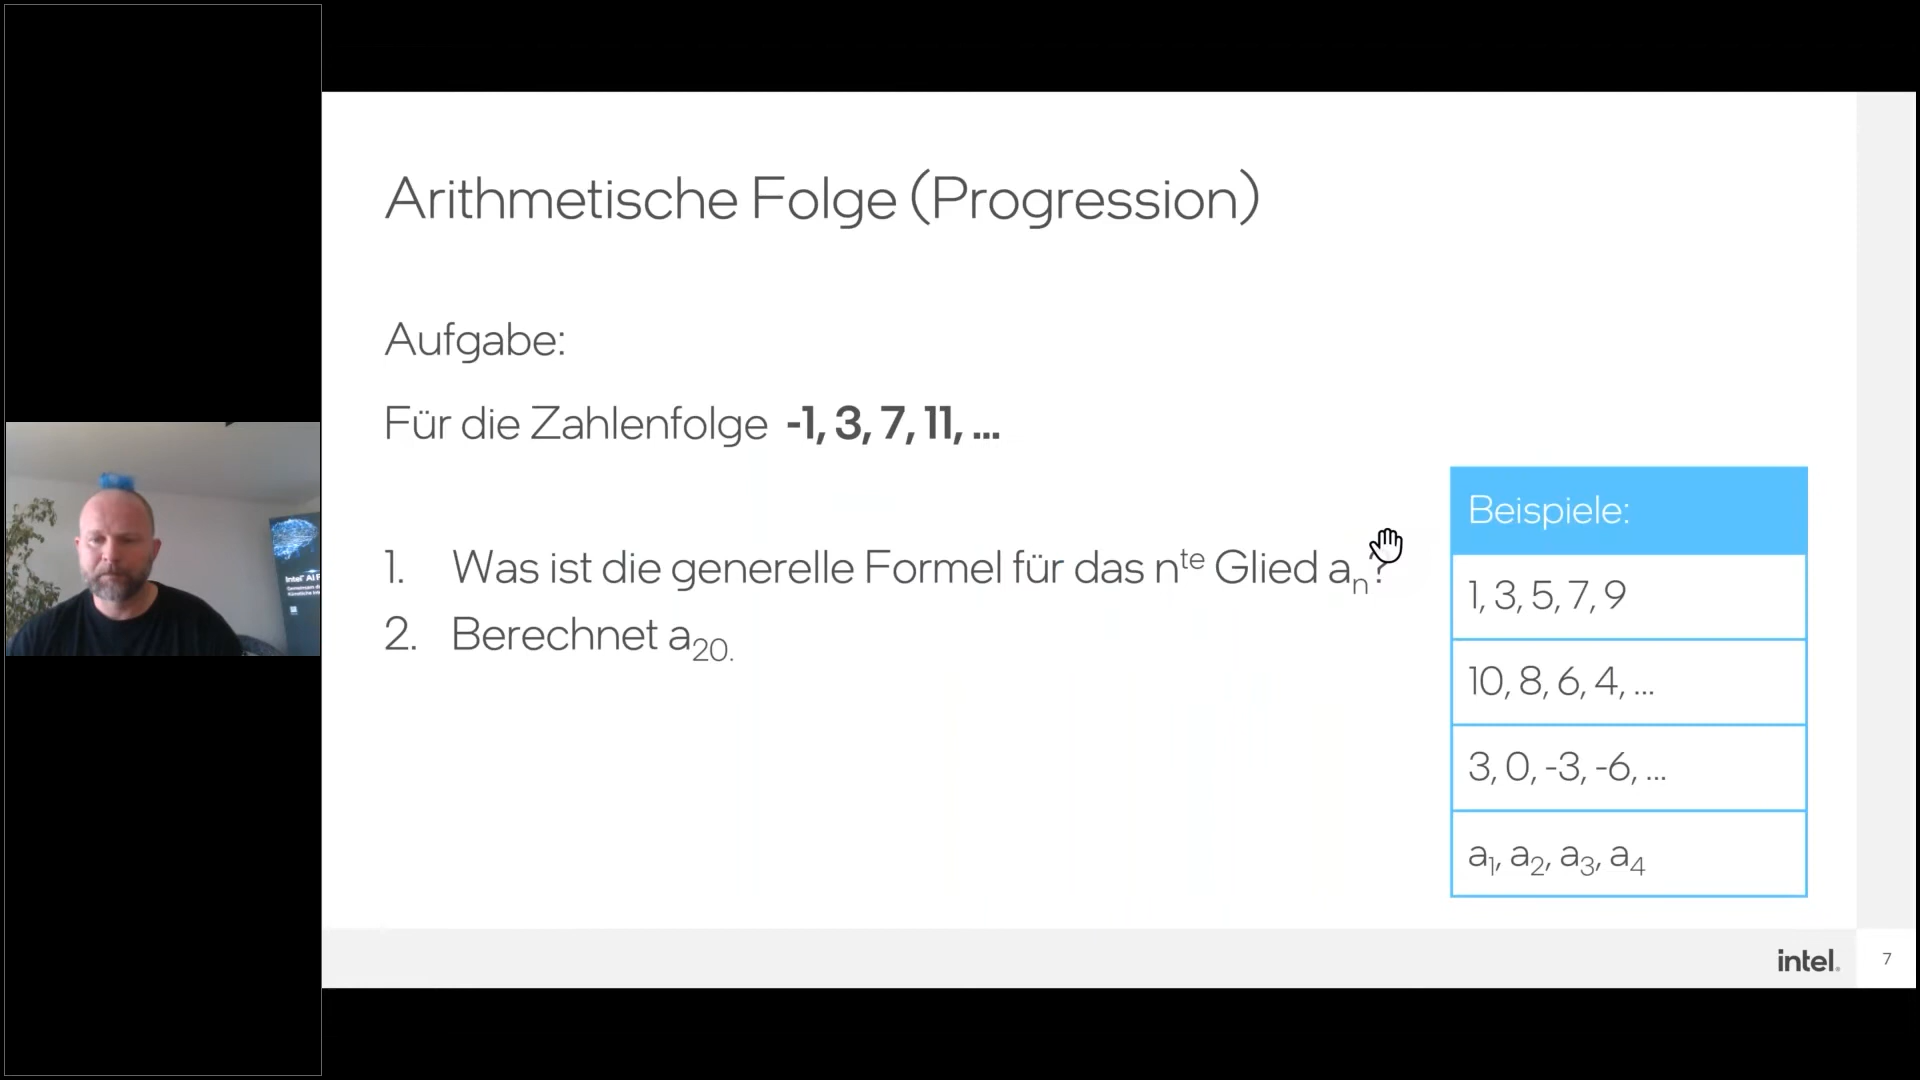 Arithmetische Folge (Progression)
Aufgabe:
Für die Zahlenfolge -1, 3, 7, 11, ...
1. Was ist die generelle Formel für das nte Glied an?
2. Berechnet a20.
Beispiele:
1, 3, 5, 7, 9
10, 8, 6, 4, ...
3, 0, -3, -6, ...
a1, a2, a3, a4
intel.
7